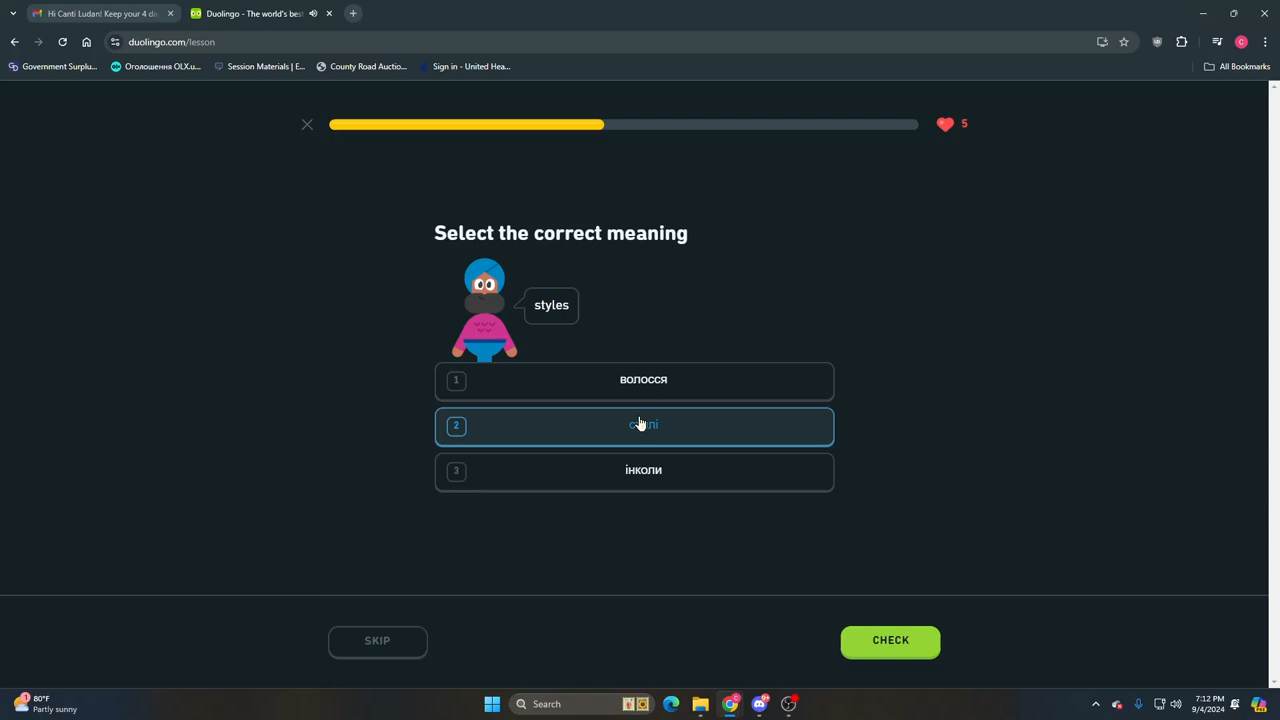 Hi Canti Ludan! Keep your 4 da
Duolingo - The world's best
duolingo.com/lesson
Government Surplu...
Оголошення OLX.u...
Session Materials | E...
County Road Auctio...
Sign in - United Hea...
All Bookmarks
5
Select the correct meaning
styles
1 волосся
2
3 інколи
SKIP
CHECK
80°F
Partly sunny
Search
7:12 PM
9/4/2024